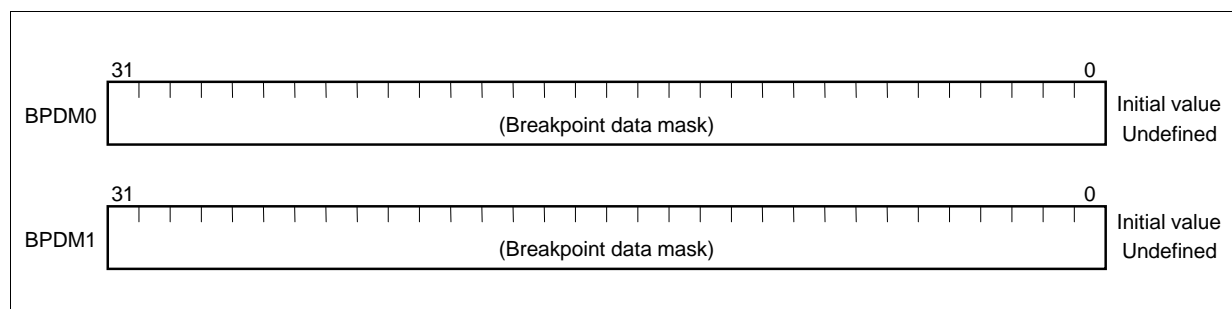 31 0
BPDM0 (Breakpoint data mask) Initial value
Undefined
31 0
BPDM1 (Breakpoint data mask) Initial value
Undefined